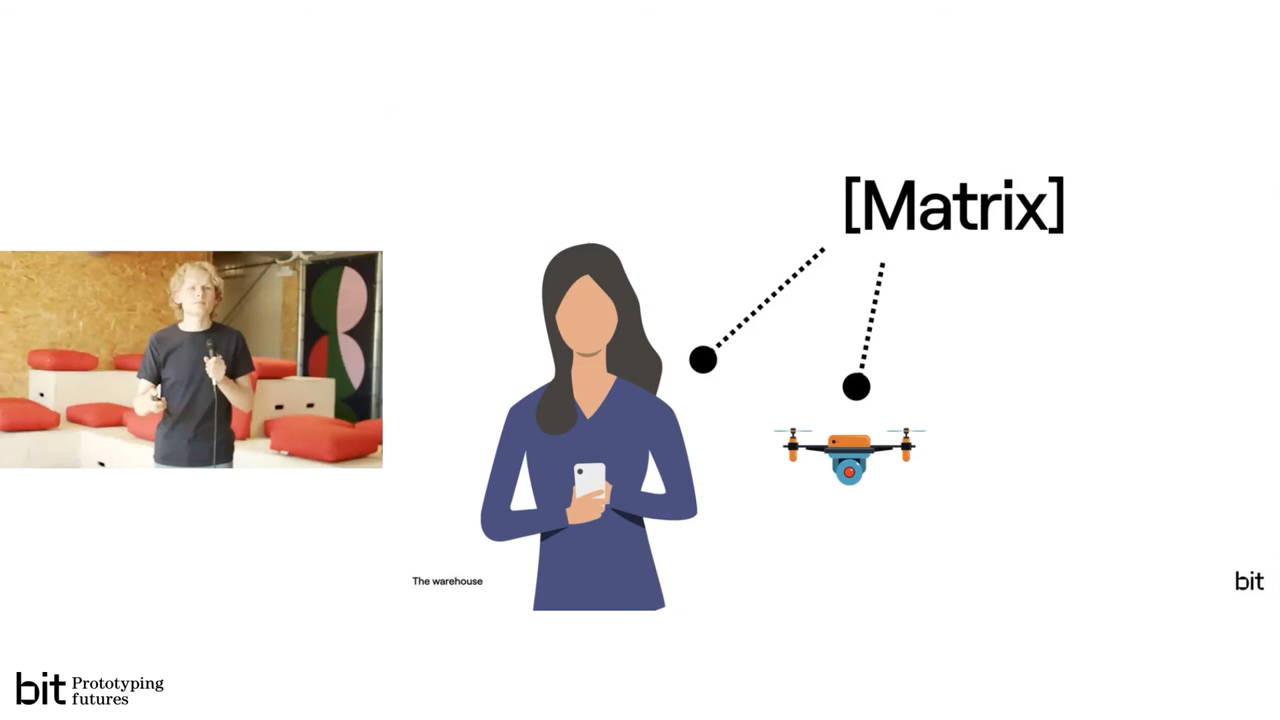 [Matrix]
The warehouse
bit
bit Prototyping
futures